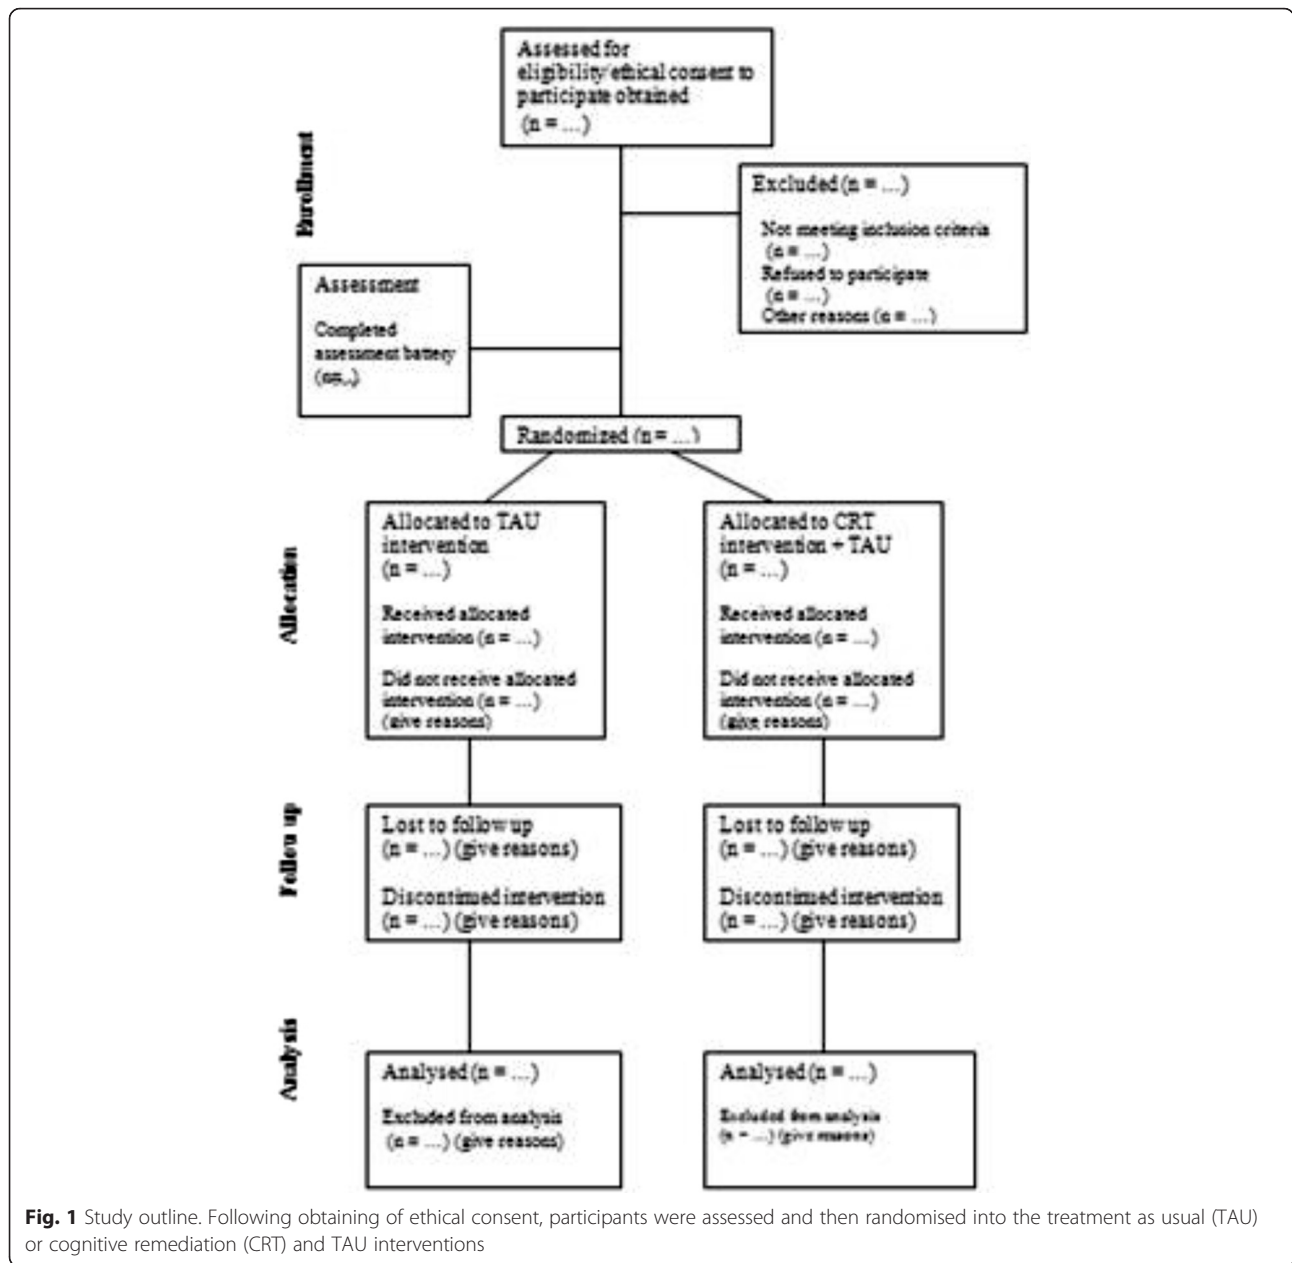 Assessed for
eligibility/ethical consent to
participate obtained
(n = ...)
Enrollment
Excluded (n = ...)
Not meeting inclusion criteria
(n = ...)
Refused to participate
(n = ...)
Other reasons (n = ...)
Assessment
Completed
assessment battery
(n=...)
Randomized (n = ...)
Allocation
Allocated to TAU
intervention
(n = ...)
Received allocated
intervention (n = ...)
Did not receive allocated
intervention (n = ...)
(give reasons)
Allocated to CRT
intervention + TAU
(n = ...)
Received allocated
intervention (n = ...)
Did not receive allocated
intervention (n = ...)
(give reasons)
Follow up
Lost to follow up
(n = ...) (give reasons)
Discontinued intervention
(n = ...) (give reasons)
Lost to follow up
(n = ...) (give reasons)
Discontinued intervention
(n = ...) (give reasons)
Analysis
Analysed (n = ...)
Excluded from analysis
(n = ...) (give reasons)
Analysed (n = ...)
Excluded from analysis
(n = ...) (give reasons)
Fig. 1 Study outline. Following obtaining of ethical consent, participants were assessed and then randomised into the treatment as usual (TAU)
or cognitive remediation (CRT) and TAU interventions